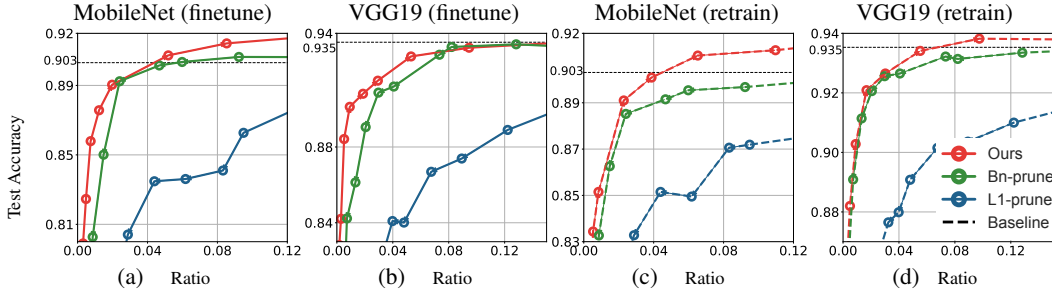 MobileNet (finetune)
VGG19 (finetune)
MobileNet (retrain)
VGG19 (retrain)
Test Accuracy
0.92
0.903
0.89
0.85
0.81
0.00 0.04 0.08 0.12
(a) Ratio
0.94
0.935
0.88
0.84
0.00 0.04 0.08 0.12
(b) Ratio
0.92
0.903
0.89
0.87
0.85
0.83
0.00 0.04 0.08 0.12
(c) Ratio
0.94
0.935
0.92
0.90
0.88
0.00 0.04 0.08 0.12
(d) Ratio
Ours
Bn-prune
L1-prune
Baseline